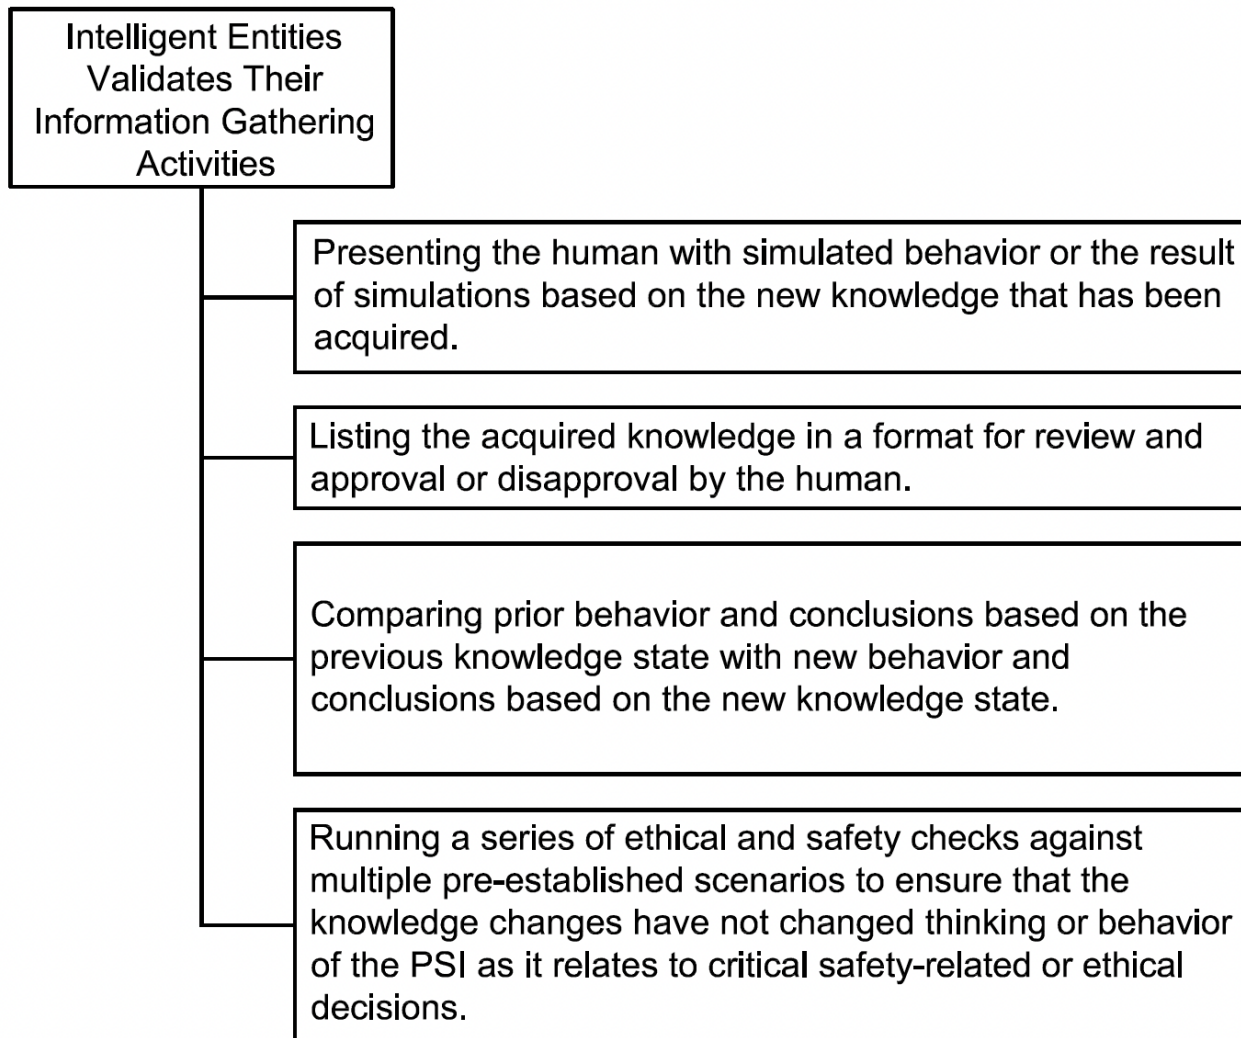 Intelligent Entities
Validates Their
Information Gathering
Activities
Presenting the human with simulated behavior or the result
of simulations based on the new knowledge that has been
acquired.
Listing the acquired knowledge in a format for review and
approval or disapproval by the human.
Comparing prior behavior and conclusions based on the
previous knowledge state with new behavior and
conclusions based on the new knowledge state.
Running a series of ethical and safety checks against
multiple pre-established scenarios to ensure that the
knowledge changes have not changed thinking or behavior
of the PSI as it relates to critical safety-related or ethical
decisions.